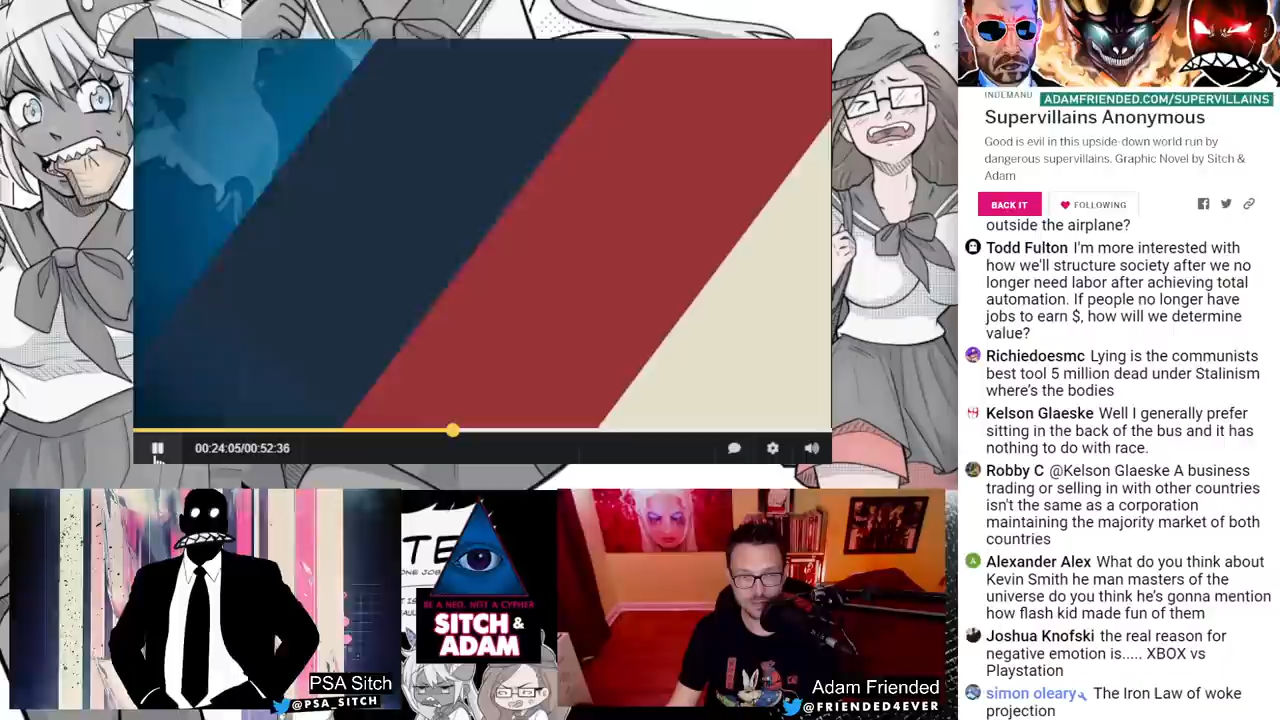 00:24:05/00:52:36
TE
BE A NEO, NOT A CYPHER
SITCH &
ADAM
PSA Sitch
@PSA_SITCH
Adam Friended
@FRIENDED4EVER
ADAMFRIENDED.COM/SUPERVILLAINS
Supervillains Anonymous
Good is evil in this upside-down world run by
dangerous supervillains. Graphic Novel by Sitch &
Adam
BACK IT
FOLLOWING
outside the airplane?
Todd Fulton I'm more interested with
how we'll structure society after we no
longer need labor after achieving total
automation. If people no longer have
jobs to earn $, how will we determine
value?
Richiedoesmc Lying is the communists
best tool 5 million dead under Stalinism
where's the bodies
Kelson Glaeske Well I generally prefer
sitting in the back of the bus and it has
nothing to do with race.
Robby C @Kelson Glaeske A business
trading or selling in with other countries
isn't the same as a corporation
maintaining the majority market of both
countries
Alexander Alex What do you think about
Kevin Smith he man masters of the
universe do you think he's gonna mention
how flash kid made fun of them
Joshua Knofski the real reason for
negative emotion is..... XBOX vs
Playstation
simon oleary The Iron Law of woke
projection